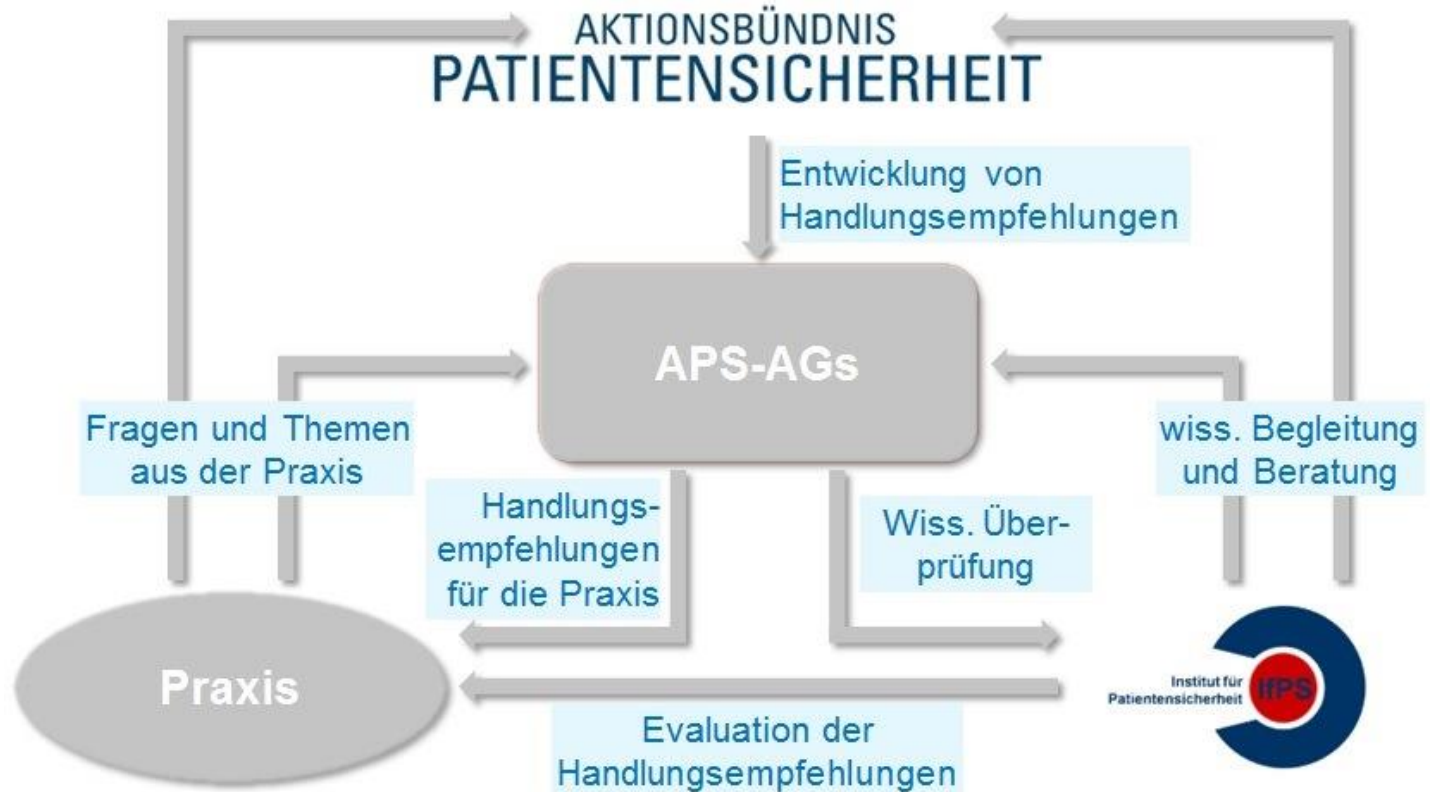 AKTIONSBÜNDNIS
PATIENTENSICHERHEIT
Entwicklung von
Handlungsempfehlungen
APS-AGs
Fragen und Themen
aus der Praxis
wiss. Begleitung
und Beratung
Handlungs-
empfehlungen
für die Praxis
Wiss. Über-
prüfung
Praxis
Institut für
Patientensicherheit
IfPS
Evaluation der
Handlungsempfehlungen